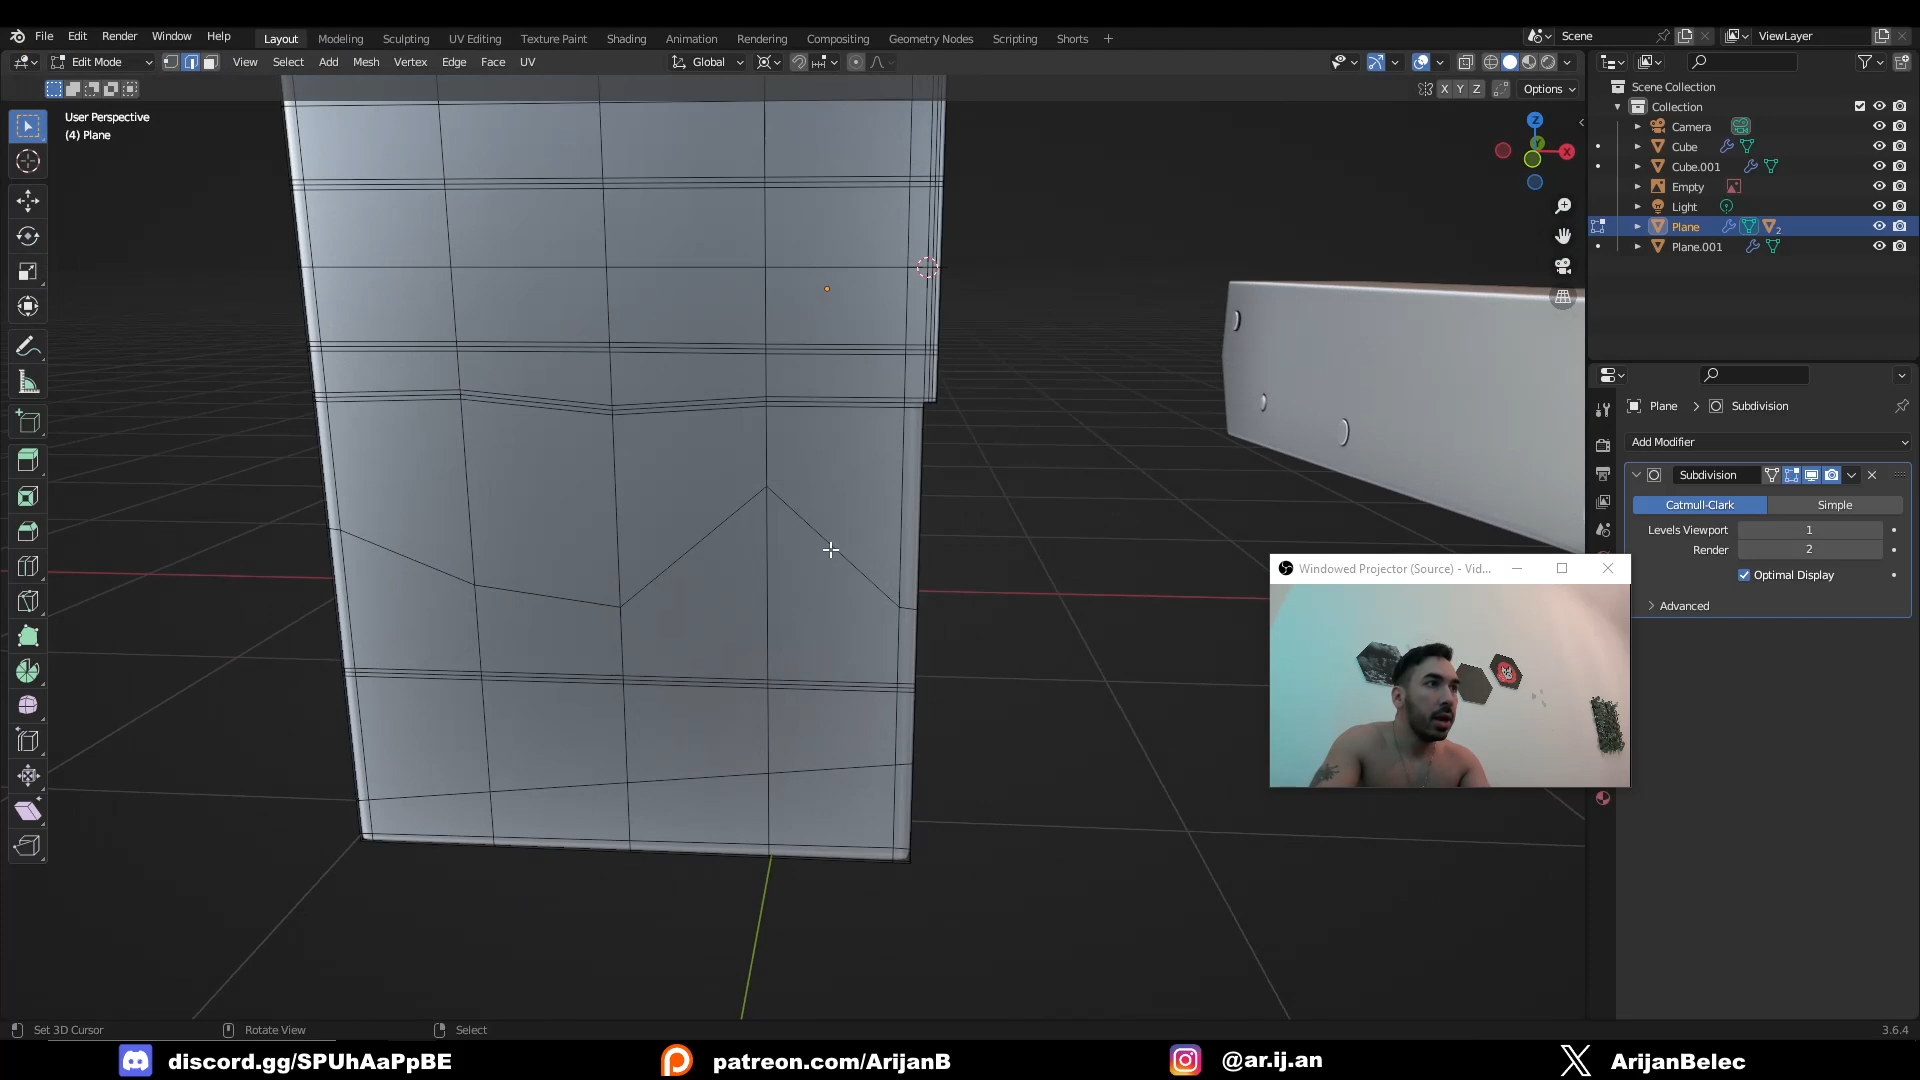 File Edit Render Window Help Layout Modeling Sculpting UV Editing Texture Paint Shading Animation Rendering Compositing Geometry Nodes Scripting Shorts +
Scene ViewLayer
Edit Mode View Select Add Mesh Vertex Edge Face UV Global
X Y Z Options
User Perspective
(4) Plane
Z
X
Scene Collection
Collection
Camera
Cube
Cube.001
Empty
Light
Plane 2
Plane.001
Plane > Subdivision
Add Modifier
Subdivision
Catmull-Clark Simple
Levels Viewport 1
Render 2
Optimal Display
Advanced
Windowed Projector (Source) - Vid...
Set 3D Cursor Rotate View Select 3.6.4
discord.gg/SPUhAaPpBE patreon.com/ArijanB @ar.ij.an ArijanBelec